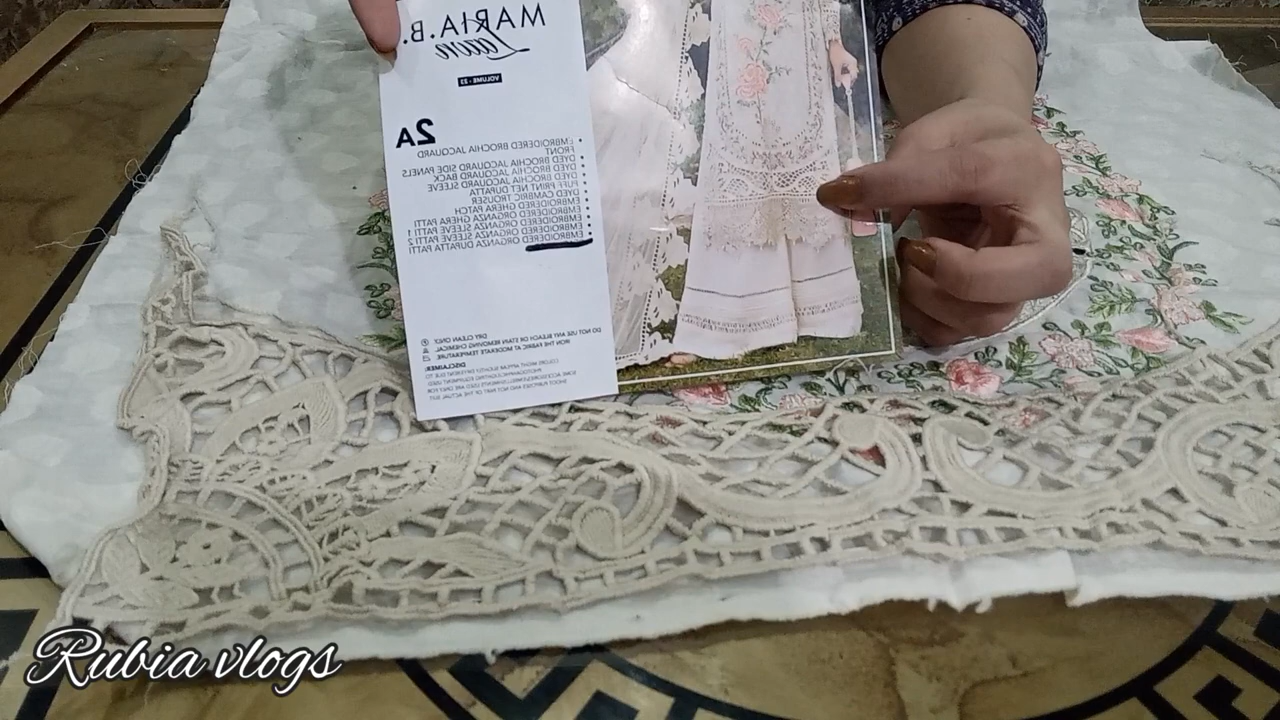 MARIA.B.
Lawn
VOLUME - 23
2A
• EMBROIDERED BROCHIA JACQUARD
FRONT
• DYED BROCHIA JACQUARD SIDE PANELS
• DYED BROCHIA JACQUARD BACK
• DYED BROCHIA JACQUARD SLEEVE
• FULL PRINT NET DUPATTA
• DYED CAMBRIC TROUSER
• EMBROIDERED GHERA PATCH
• EMBROIDERED ORGANZA GHERA PATTI
• EMBROIDERED ORGANZA SLEEVE PATTI 1
• EMBROIDERED ORGANZA SLEEVE PATTI 2
• EMBROIDERED ORGANZA DUPATTA PATTI
DO NOT USE ANY BLEACH OR STAIN REMOVING CHEMICAL
IRON THE FABRIC AT MODERATE TEMPERATURE
DRY CLEAN ONLY
DISCLAIMER:
Rubia vlogs